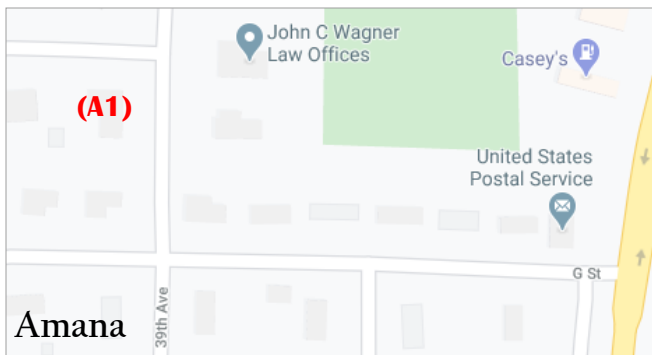 John C Wagner
Law Offices
Casey's
(A1)
United States
Postal Service
G St
39th Ave
Amana